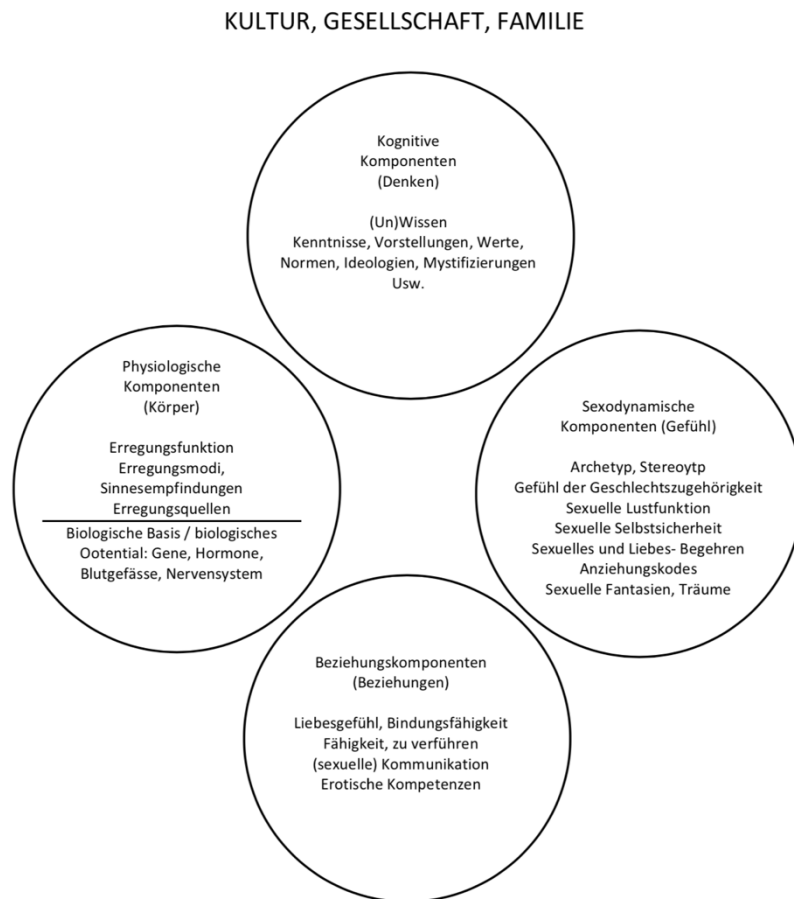 KULTUR, GESELLSCHAFT, FAMILIE
Kognitive
Komponenten
(Denken)
(Un)Wissen
Kenntnisse, Vorstellungen, Werte,
Normen, Ideologien, Mystifizierungen
Usw.
Physiologische
Komponenten
(Körper)
Erregungsfunktion
Erregungsmodi,
Sinnesempfindungen
Erregungsquellen
Biologische Basis / biologisches
Ootential: Gene, Hormone,
Blutgefässe, Nervensystem
Sexodynamische
Komponenten (Gefühl)
Archetyp, Stereoytp
Gefühl der Geschlechtszugehörigkeit
Sexuelle Lustfunktion
Sexuelle Selbstsicherheit
Sexuelles und Liebes- Begehren
Anziehungskodes
Sexuelle Fantasien, Träume
Beziehungskomponenten
(Beziehungen)
Liebesgefühl, Bindungsfähigkeit
Fähigkeit, zu verführen
(sexuelle) Kommunikation
Erotische Kompetenzen